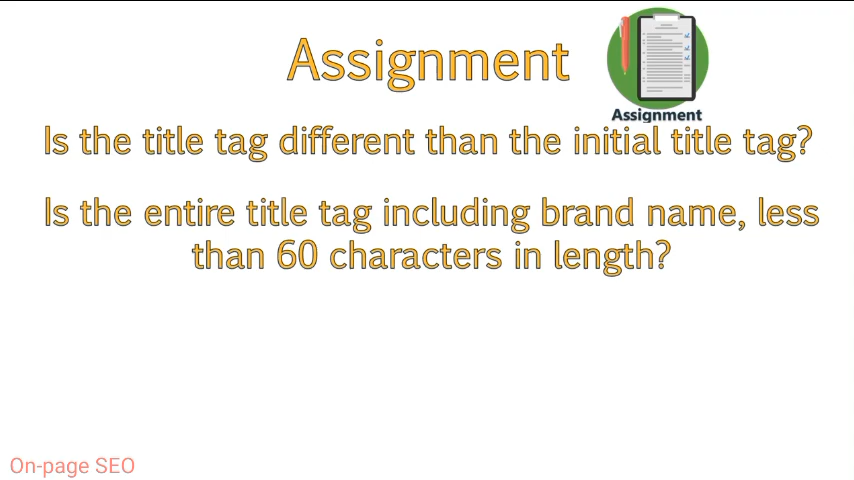 Assignment
Assignment
Is the title tag different than the initial title tag?
Is the entire title tag including brand name, less
than 60 characters in length?
On-page SEO